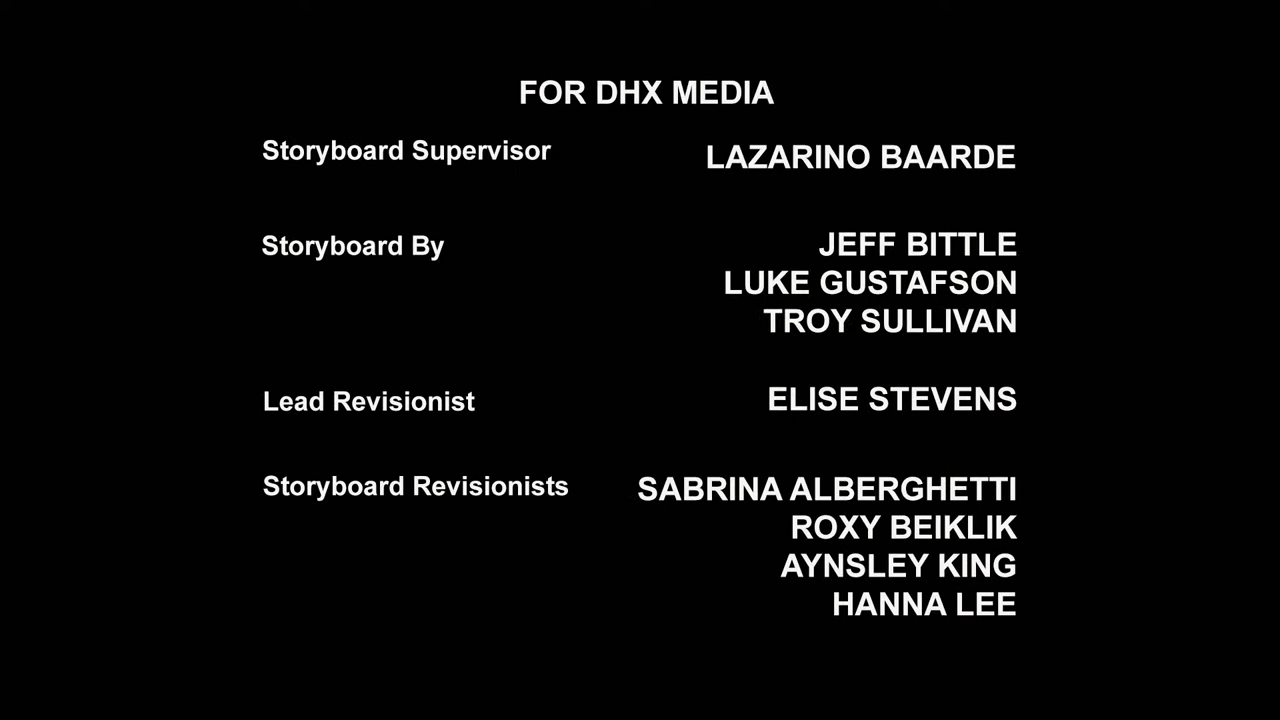 FOR DHX MEDIA
Storyboard Supervisor LAZARINO BAARDE
Storyboard By JEFF BITTLE
LUKE GUSTAFSON
TROY SULLIVAN
Lead Revisionist ELISE STEVENS
Storyboard Revisionists SABRINA ALBERGHETTI
ROXY BEIKLIK
AYNSLEY KING
HANNA LEE